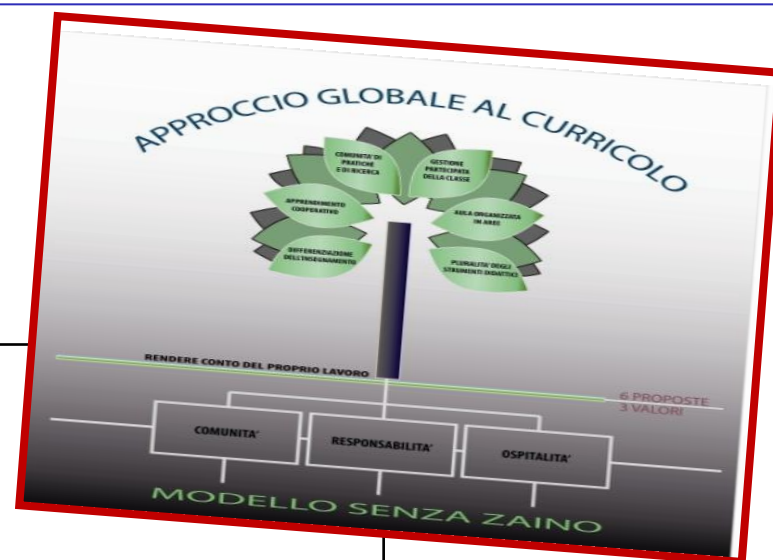 APPROCCIO GLOBALE AL CURRICOLO
COMUNITA' DI
PRATICHE
E DI RICERCA
GESTIONE
PARTECIPATA
DELLA CLASSE
APPRENDIMENTO
COOPERATIVO
AULA ORGANIZZATA
IN AREE
DIFFERENZIAZIONE
DELL'INSEGNAMENTO
PLURALITA' DEGLI
STRUMENTI DIDATTICI
RENDERE CONTO DEL PROPRIO LAVORO
6 PROPOSTE
3 VALORI
COMUNITA'
RESPONSABILITA'
OSPITALITA'
MODELLO SENZA ZAINO